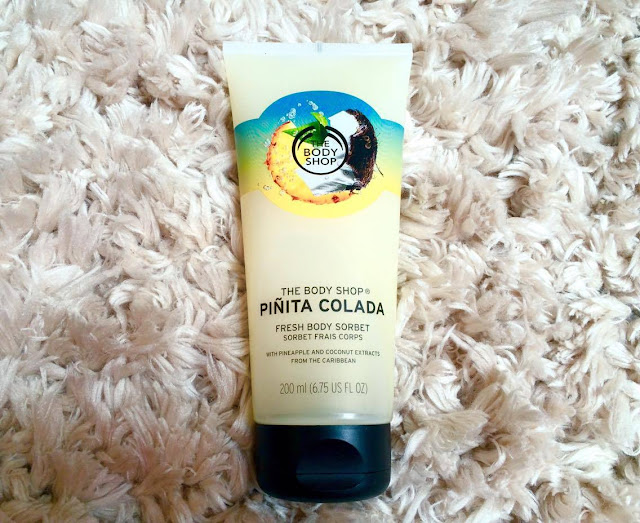 THE
BODY
SHOP
THE BODY SHOP®
PIÑITA COLADA
FRESH BODY SORBET
SORBET FRAIS CORPS
WITH PINEAPPLE AND COCONUT EXTRACTS
FROM THE CARIBBEAN
200 ml (6.75 US FL OZ)